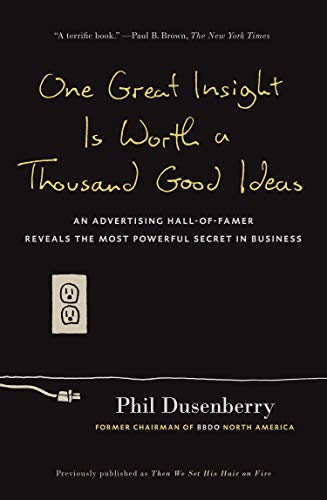 “A terrific book.”—Paul B. Brown, The New York Times
One Great Insight
Is Worth a
Thousand Good Ideas
AN ADVERTISING HALL-OF-FAMER
REVEALS THE MOST POWERFUL SECRET IN BUSINESS
Phil Dusenberry
FORMER CHAIRMAN OF BBDO NORTH AMERICA
Previously published as Then We Set His Hair on Fire